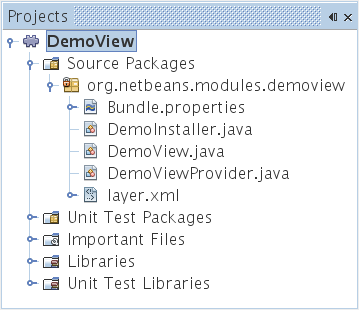 Projects
DemoView
Source Packages
org.netbeans.modules.demoview
Bundle.properties
DemoInstaller.java
DemoView.java
DemoViewProvider.java
layer.xml
Unit Test Packages
Important Files
Libraries
Unit Test Libraries